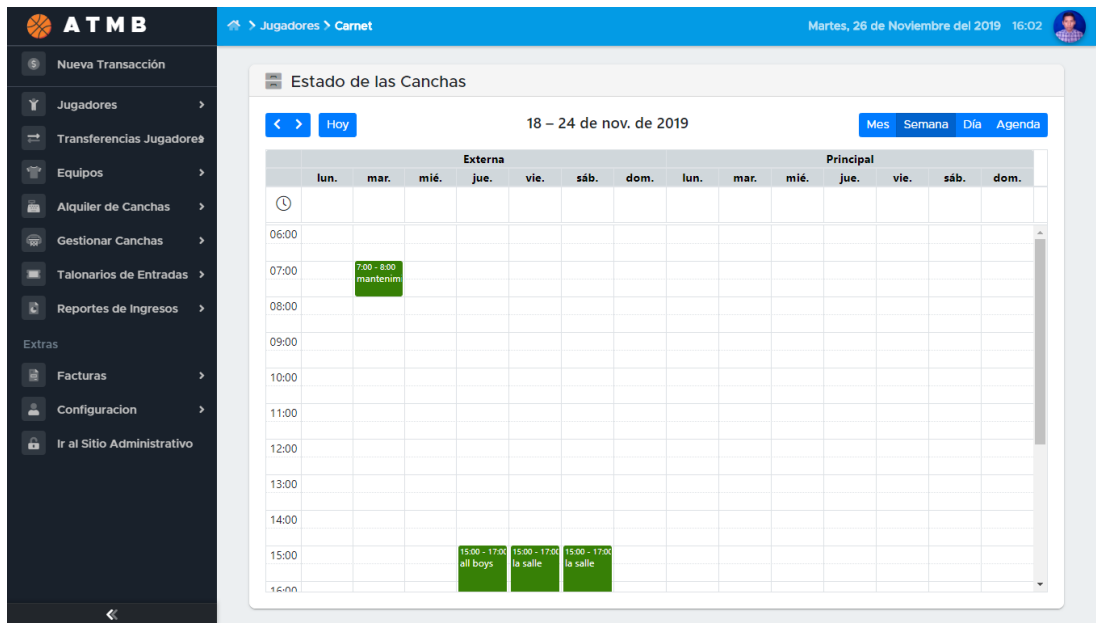 ATMB
Jugadores Carnet
Martes, 26 de Noviembre del 2019 16:02
Nueva Transacción
Jugadores
Transferencias Jugadores
Equipos
Alquiler de Canchas
Gestionar Canchas
Talonarios de Entradas
Reportes de Ingresos
Extras
Facturas
Configuracion
Ir al Sitio Administrativo
Estado de las Canchas
Hoy
18 – 24 de nov. de 2019
Mes Semana Día Agenda
Externa Principal
lun. mar. mié. jue. vie. sáb. dom. lun. mar. mié. jue. vie. sáb. dom.
06:00
07:00
7:00 - 8:00
mantenim
08:00
09:00
10:00
11:00
12:00
13:00
14:00
15:00
15:00 - 17:00 15:00 - 17:00 15:00 - 17:00
all boys la salle la salle
16:00